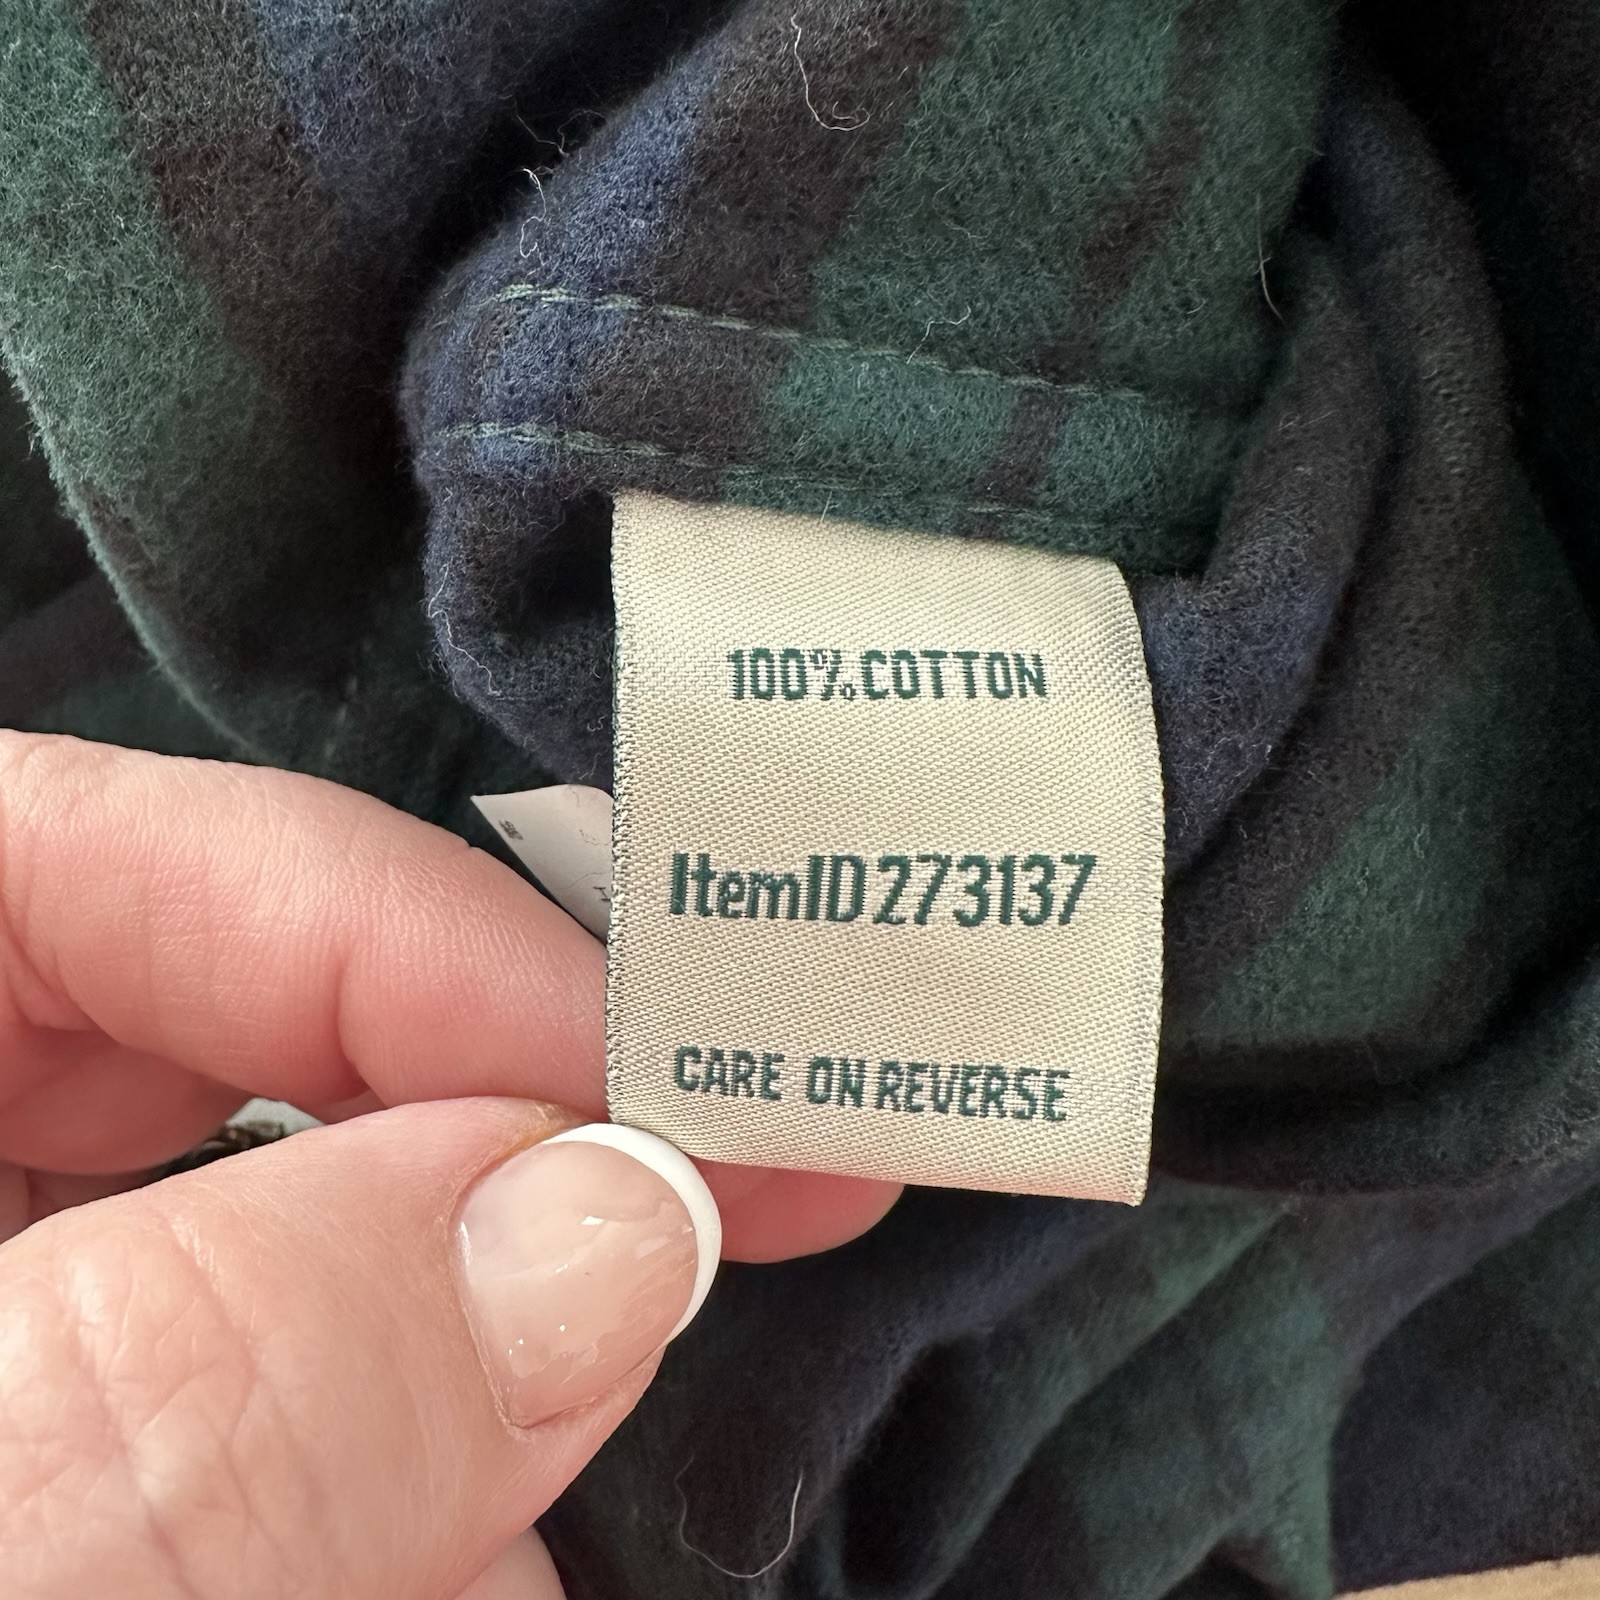 100% COTTON
ItemID 273137
CARE ON REVERSE